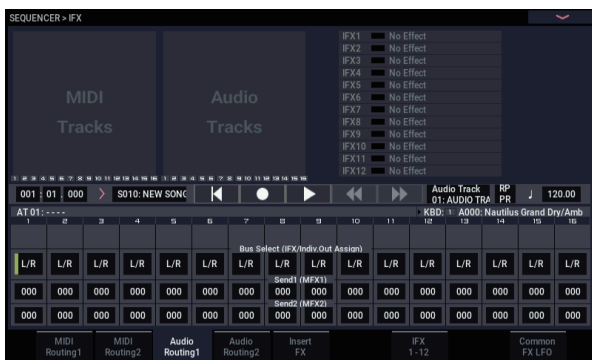 SEQUENCER > IFX
MIDI
Tracks
Audio
Tracks
1 2 3 4 5 6 7 8 9 10 11 12 13 14 15 16
1 2 3 4 5 6 7 8 9 10 11 12 13 14 15 16
IFX1 No Effect
IFX2 No Effect
IFX3 No Effect
IFX4 No Effect
IFX5 No Effect
IFX6 No Effect
IFX7 No Effect
IFX8 No Effect
IFX9 No Effect
IFX10 No Effect
IFX11 No Effect
IFX12 No Effect
001 : 01 . 000 S010: NEW SONG Audio Track RP ♩ 120.00
01: AUDIO TRA PR
AT 01: - - - - KBD: 1 A000: Nautilus Grand Dry/Amb
1 2 3 4 5 6 7 8 9 10 11 12 13 14 15 16
Bus Select (IFX/Indiv.Out Assign)
L/R L/R L/R L/R L/R L/R L/R L/R L/R L/R L/R L/R L/R L/R L/R L/R
Send1 (MFX1)
000 000 000 000 000 000 000 000 000 000 000 000 000 000 000 000
Send2 (MFX2)
000 000 000 000 000 000 000 000 000 000 000 000 000 000 000 000
MIDI Routing1
MIDI Routing2
Audio Routing1
Audio Routing2
Insert FX
IFX 1-12
Common FX LFO